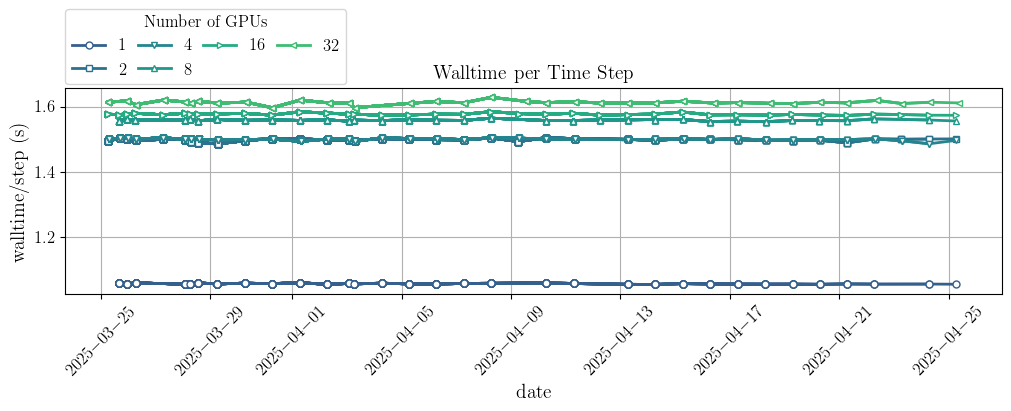 Number of GPUs
1 4 16 32
2 8
Walltime per Time Step
walltime/step (s)
1.6
1.4
1.2
2025−03−25 2025−03−29 2025−04−01 2025−04−05 2025−04−09 2025−04−13 2025−04−17 2025−04−21 2025−04−25
date